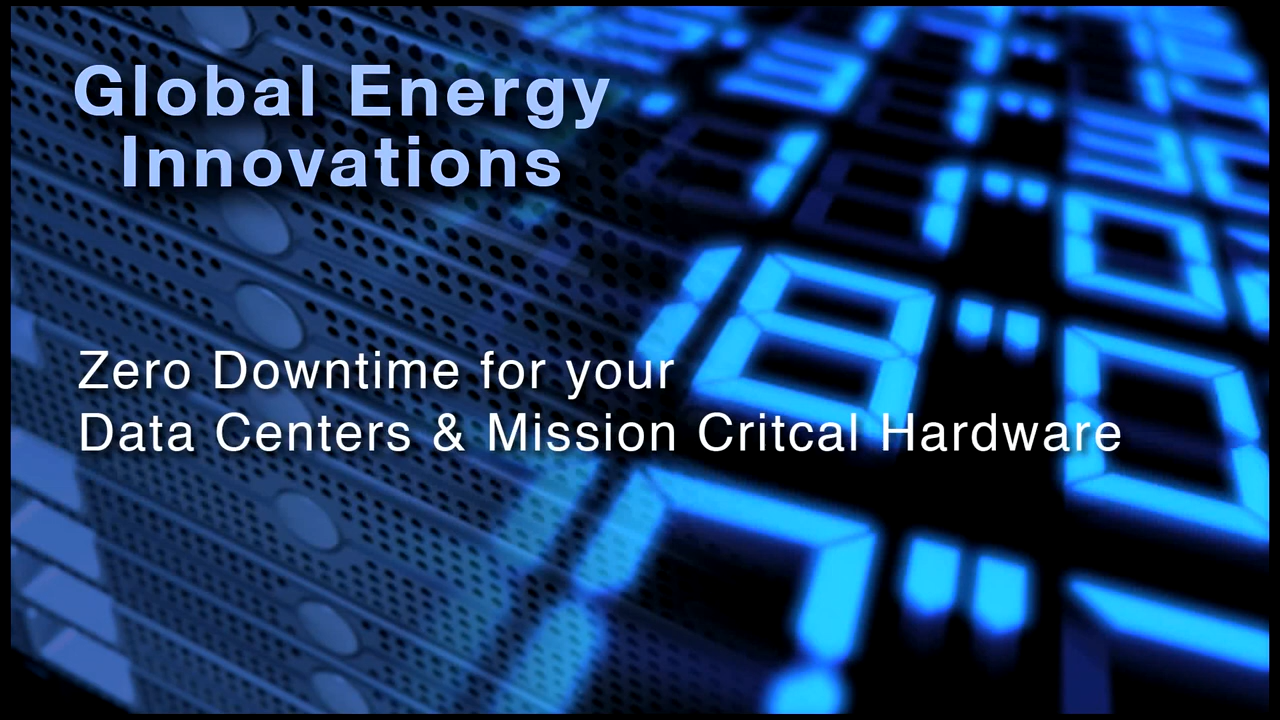 Global Energy
Innovations
Zero Downtime for your
Data Centers & Mission Critcal Hardware